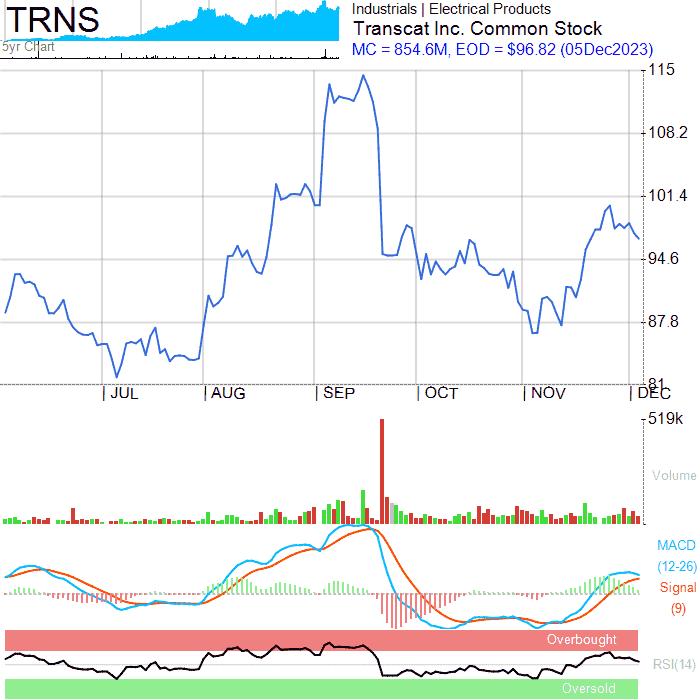 TRNS
5yr Chart
Industrials | Electrical Products
Transcat Inc. Common Stock
MC = 854.6M, EOD = $96.82 (05Dec2023)
115
108.2
101.4
94.6
87.8
81
| JUL | AUG | SEP | OCT | NOV | DEC
519k
Volume
MACD
(12-26)
Signal
(9)
Overbought
RSI(14)
Oversold